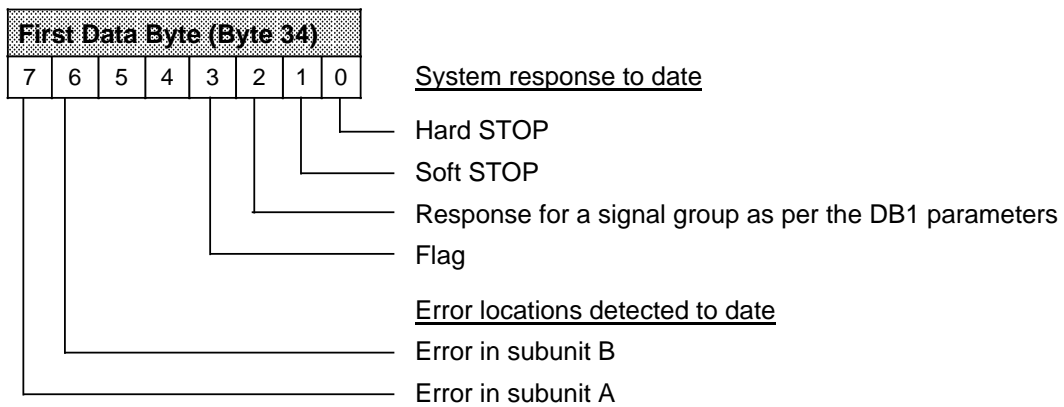 First Data Byte (Byte 34)
7 6 5 4 3 2 1 0
System response to date
Hard STOP
Soft STOP
Response for a signal group as per the DB1 parameters
Flag
Error locations detected to date
Error in subunit B
Error in subunit A